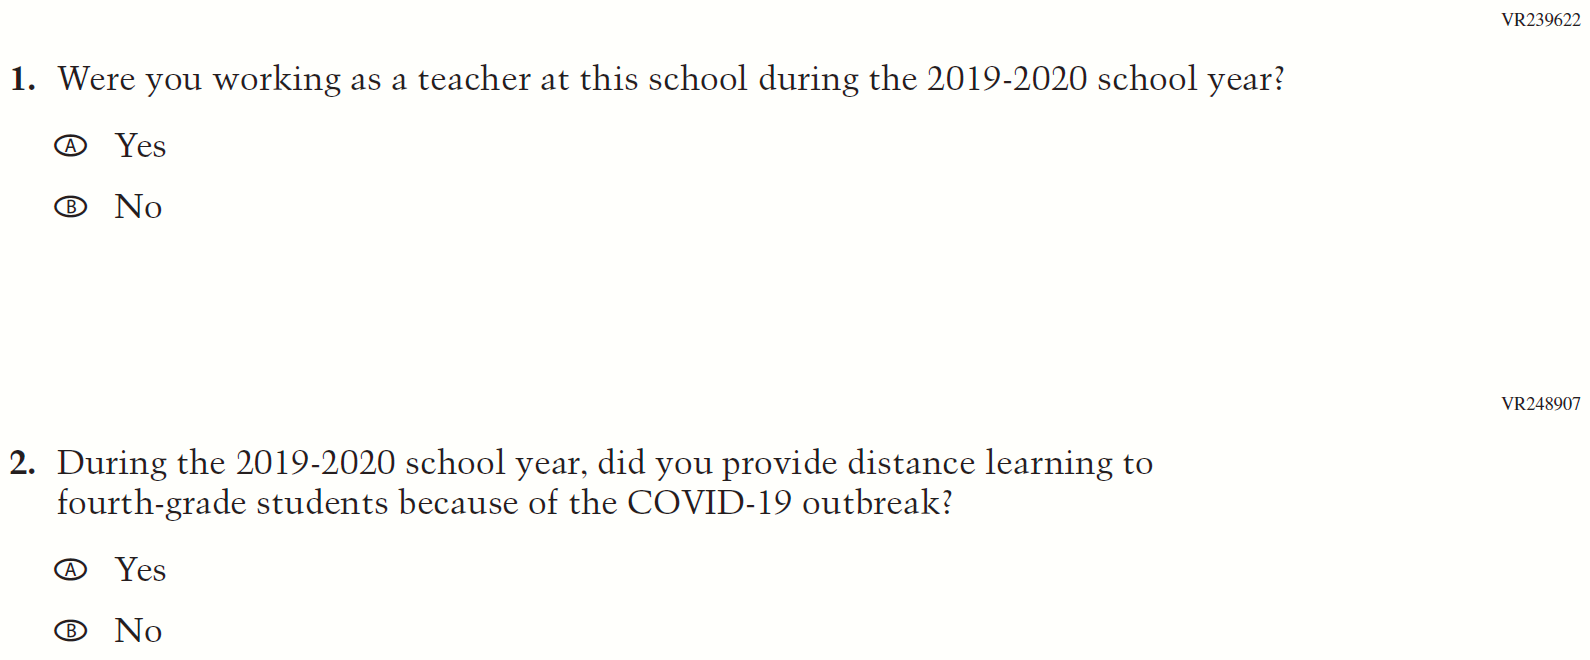 VR239622
1. Were you working as a teacher at this school during the 2019-2020 school year?
A Yes
B No
VR248907
2. During the 2019-2020 school year, did you provide distance learning to
fourth-grade students because of the COVID-19 outbreak?
A Yes
B No